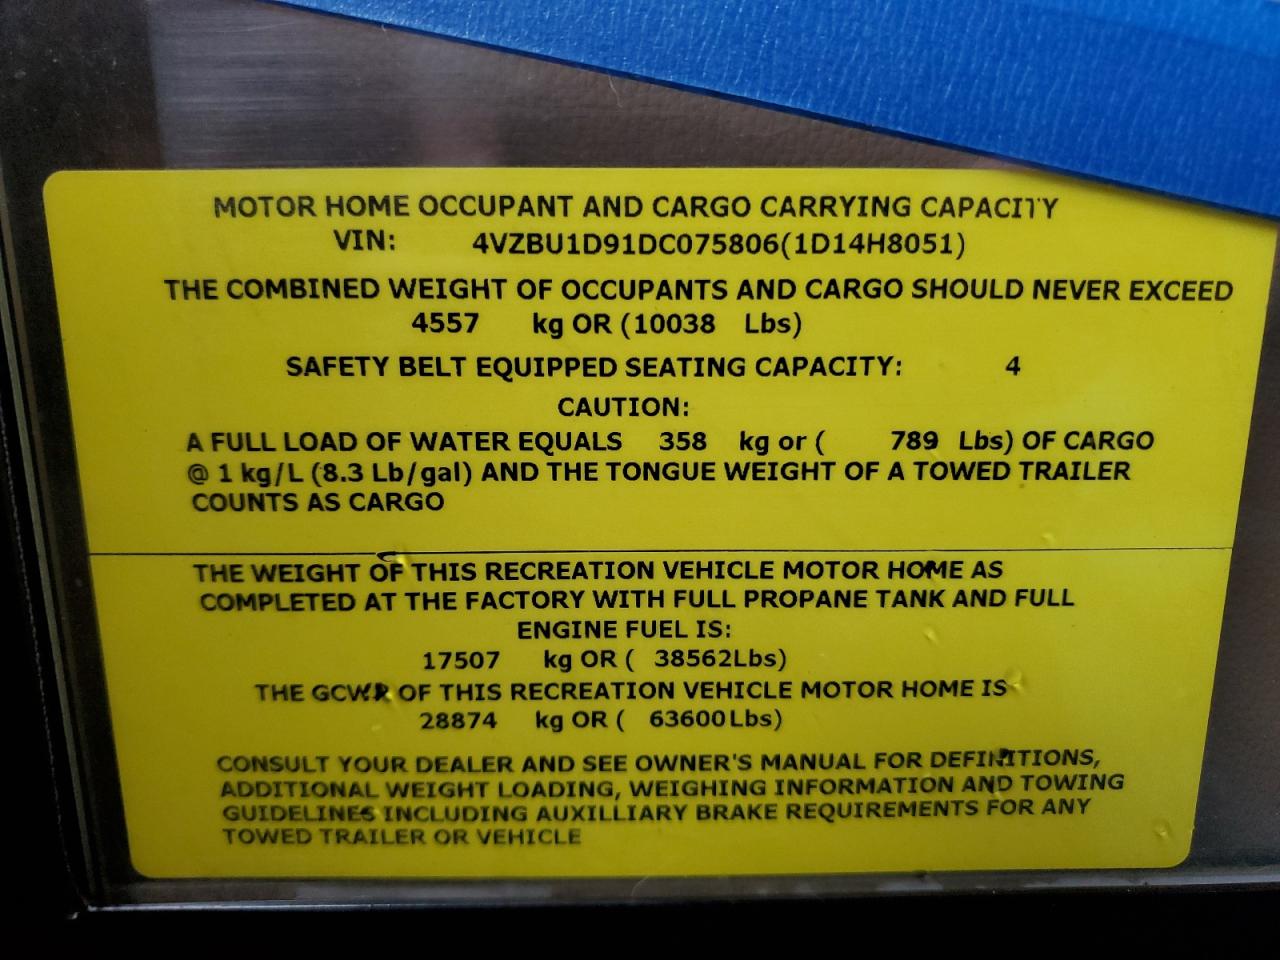 MOTOR HOME OCCUPANT AND CARGO CARRYING CAPACITY
VIN: 4VZBU1D91DC075806(1D14H8051)
THE COMBINED WEIGHT OF OCCUPANTS AND CARGO SHOULD NEVER EXCEED
4557 kg OR (10038 Lbs)
SAFETY BELT EQUIPPED SEATING CAPACITY: 4
CAUTION:
A FULL LOAD OF WATER EQUALS 358 kg or ( 789 Lbs) OF CARGO
@ 1 kg/L (8.3 Lb/gal) AND THE TONGUE WEIGHT OF A TOWED TRAILER
COUNTS AS CARGO
THE WEIGHT OF THIS RECREATION VEHICLE MOTOR HOME AS
COMPLETED AT THE FACTORY WITH FULL PROPANE TANK AND FULL
ENGINE FUEL IS:
17507 kg OR ( 38562Lbs)
THE GCWR OF THIS RECREATION VEHICLE MOTOR HOME IS
28874 kg OR ( 63600Lbs)
CONSULT YOUR DEALER AND SEE OWNER'S MANUAL FOR DEFINITIONS,
ADDITIONAL WEIGHT LOADING, WEIGHING INFORMATION AND TOWING
GUIDELINES INCLUDING AUXILLIARY BRAKE REQUIREMENTS FOR ANY
TOWED TRAILER OR VEHICLE